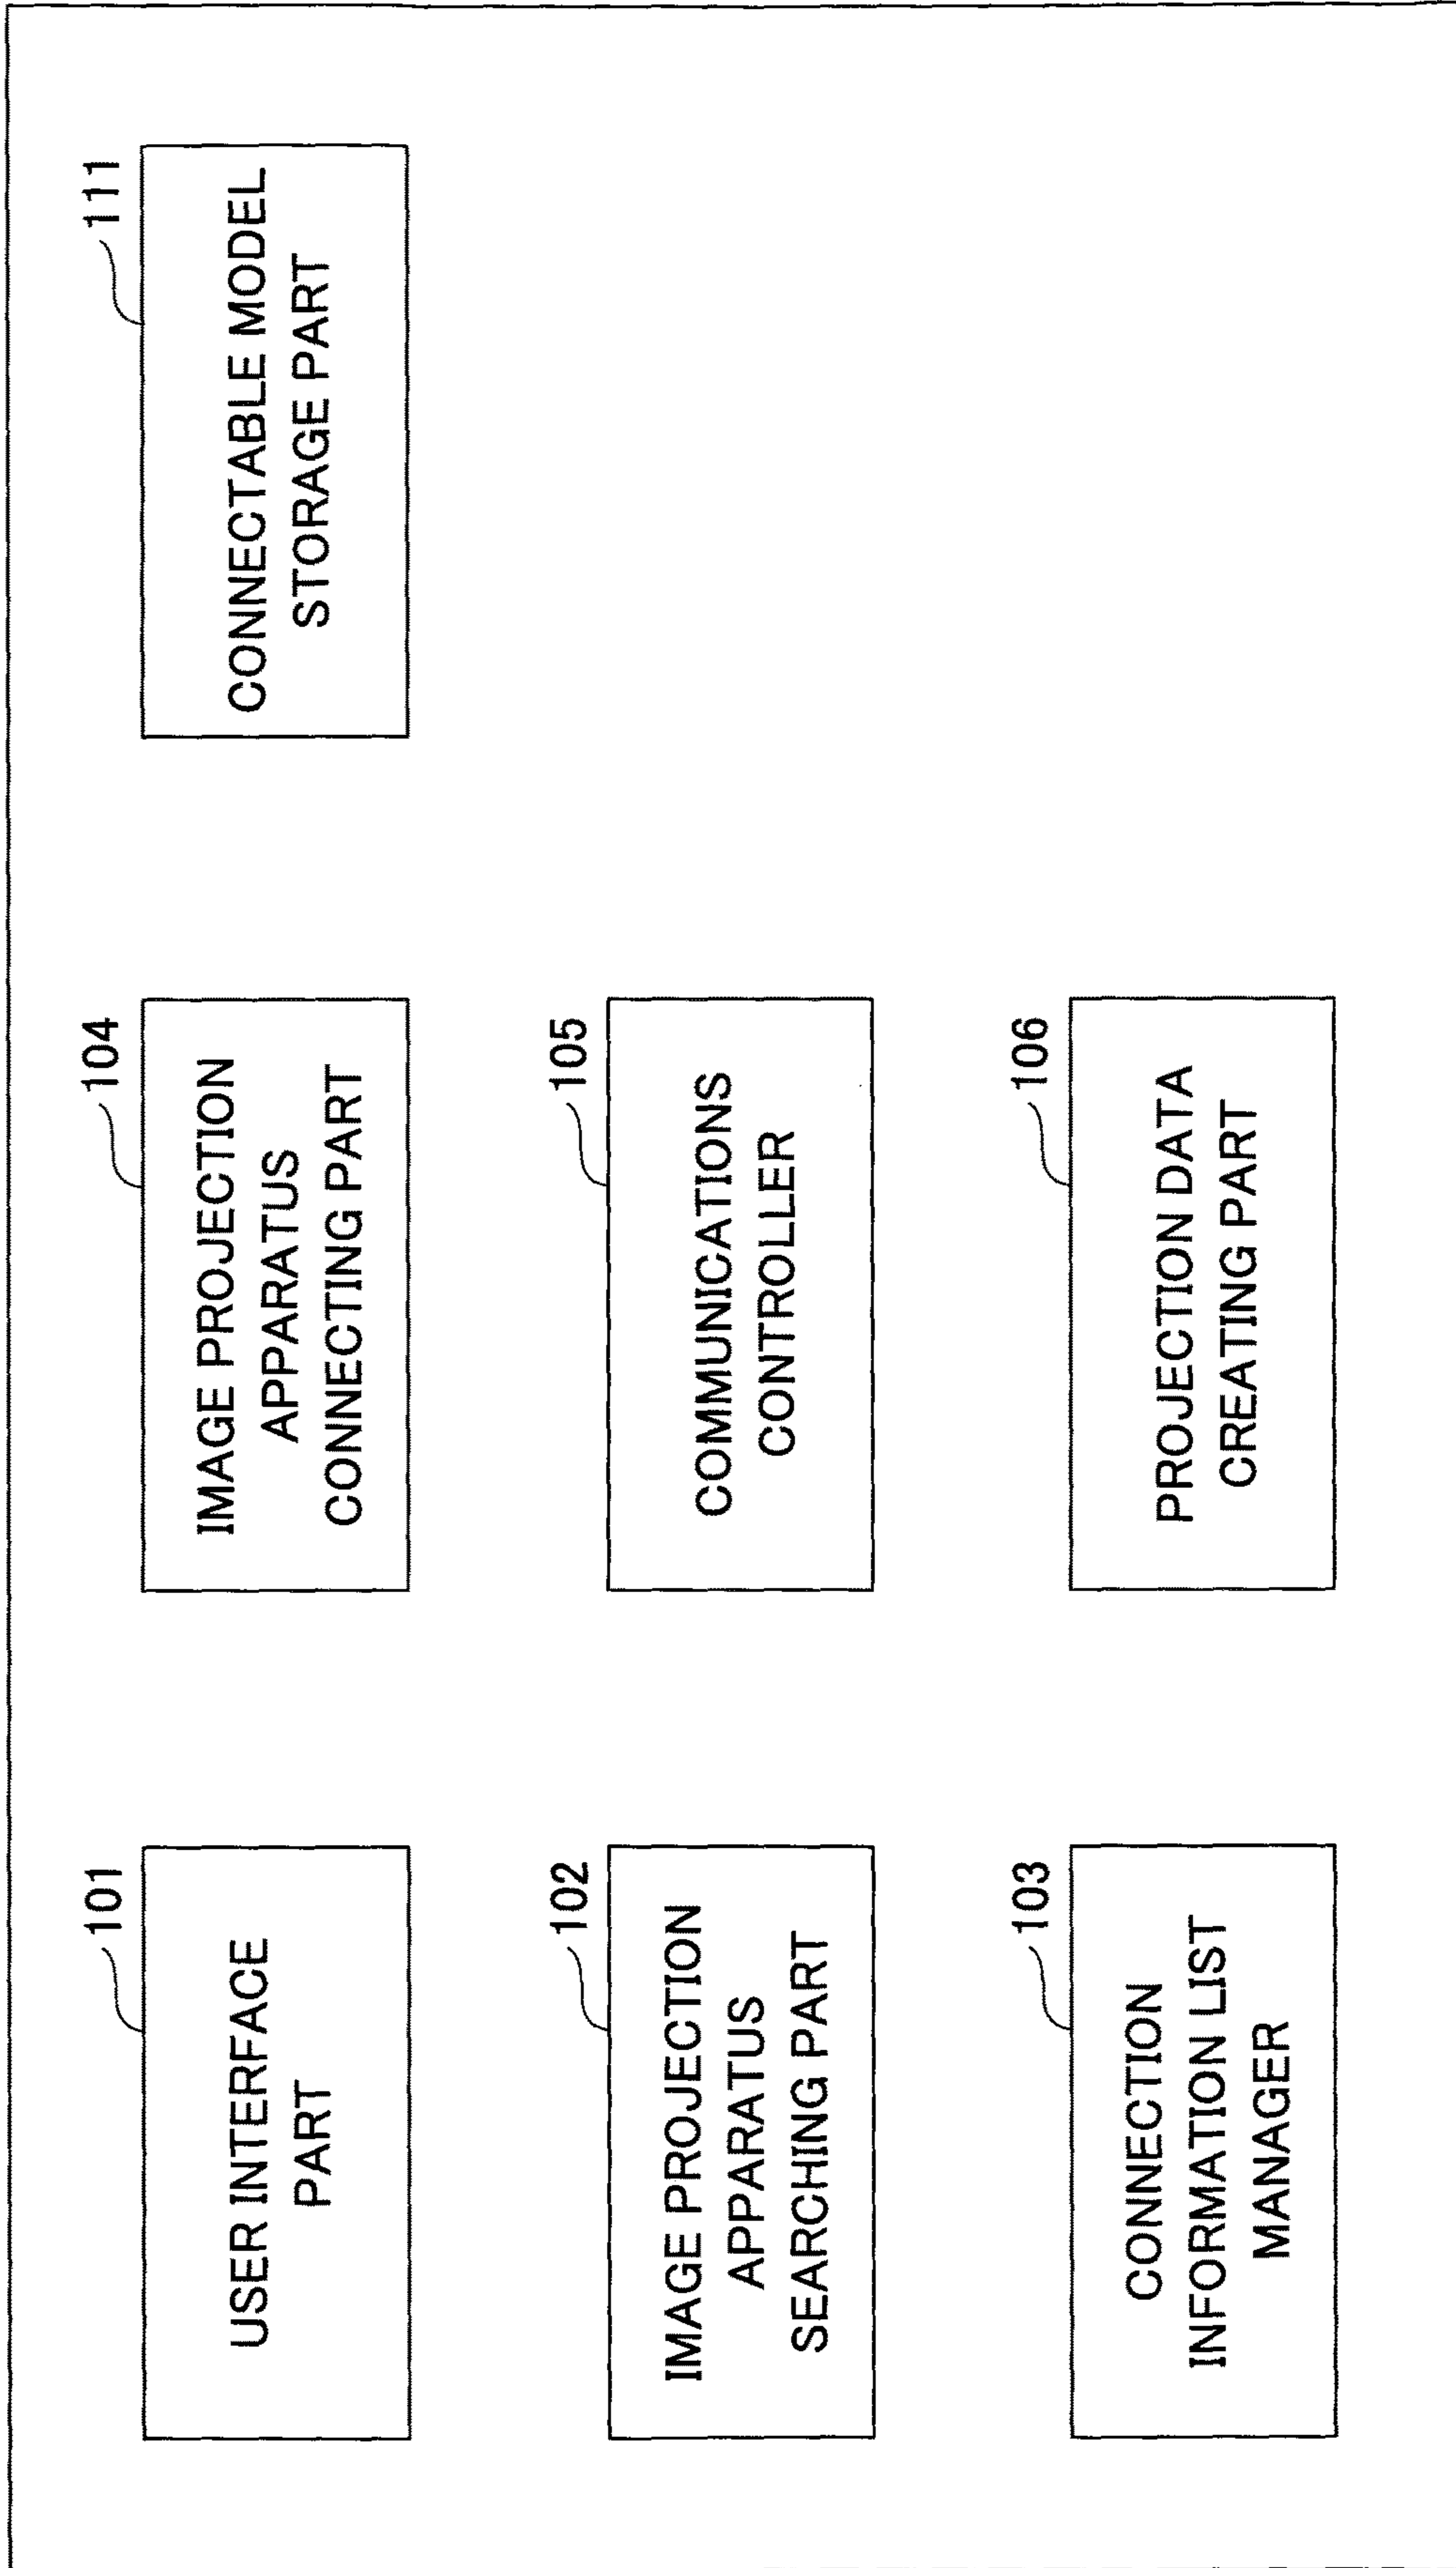 101
USER INTERFACE
PART
102
IMAGE PROJECTION
APPARATUS
SEARCHING PART
103
CONNECTION
INFORMATION LIST
MANAGER
104
IMAGE PROJECTION
APPARATUS
CONNECTING PART
105
COMMUNICATIONS
CONTROLLER
106
PROJECTION DATA
CREATING PART
111
CONNECTABLE MODEL
STORAGE PART